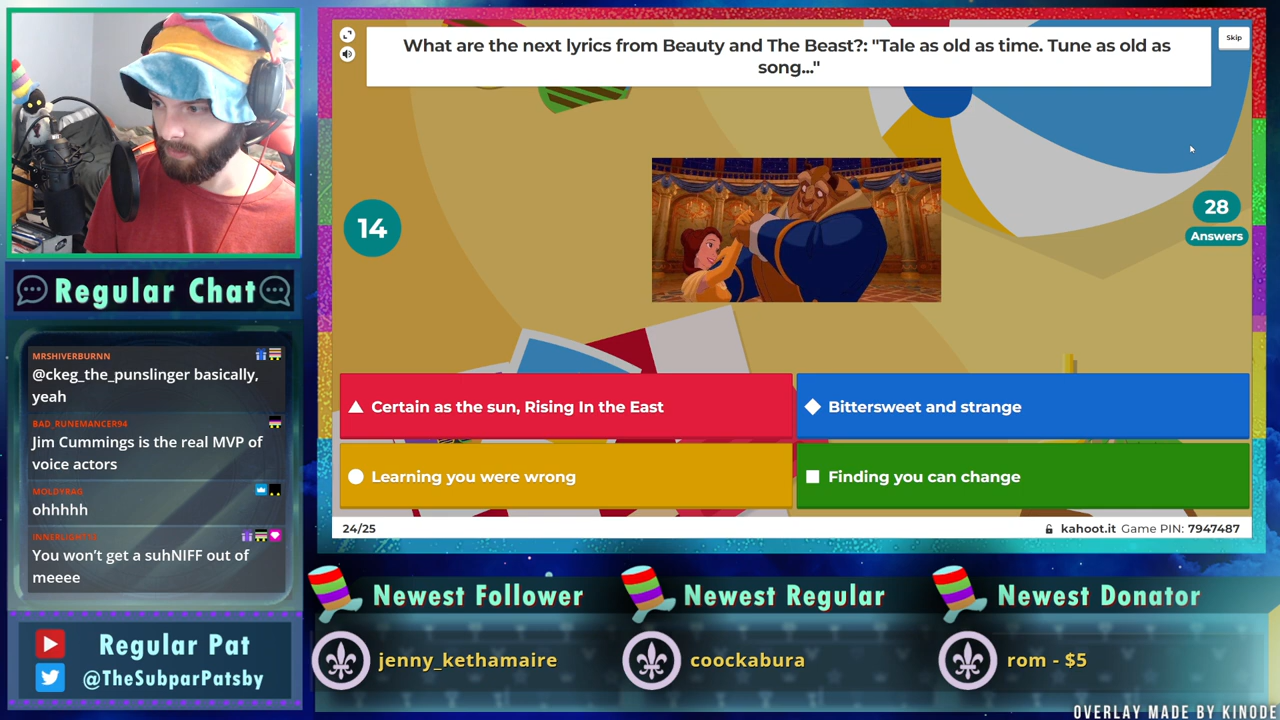 What are the next lyrics from Beauty and The Beast?: "Tale as old as time. Tune as old as
song..."
Skip
14
28
Answers
Certain as the sun, Rising In the East
Bittersweet and strange
Learning you were wrong
Finding you can change
24/25
kahoot.it Game PIN: 7947487
Regular Chat
MRSHIVERBURNN
@ckeg_the_punslinger basically,
yeah
BAD_RUNEMANCER94
Jim Cummings is the real MVP of
voice actors
MOLDYRAG
ohhhhh
You won't get a suhNIFF out of
meeee
Regular Pat
@TheSubparPatsby
Newest Follower
jenny_kethamaire
Newest Regular
coockabura
Newest Donator
rom - $5
OVERLAY MADE BY KINODE